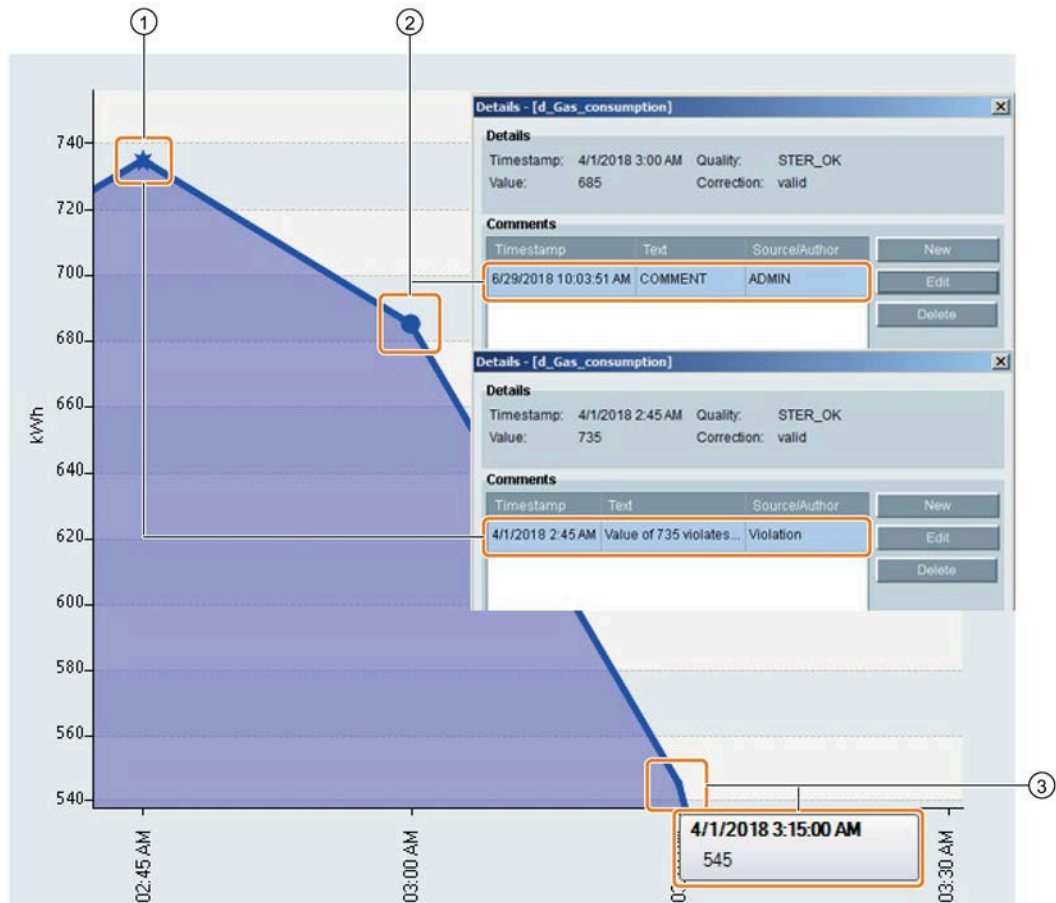 1
2
Details - [d_Gas_consumption]
Details
Timestamp: 4/1/2018 3:00 AM Quality: STER_OK
Value: 685 Correction: valid
Comments
Timestamp Text Source/Author New
6/29/2018 10:03:51 AM COMMENT ADMIN Edit
Delete
Details - [d_Gas_consumption]
Details
Timestamp: 4/1/2018 2:45 AM Quality: STER_OK
Value: 735 Correction: valid
Comments
Timestamp Text Source/Author New
4/1/2018 2:45 AM Value of 735 violates... Violation Edit
Delete
740
720
700
680
660
640
620
600
580
560
540
kWh
3
4/1/2018 3:15:00 AM
545
02:45 AM
03:00 AM
03:30 AM